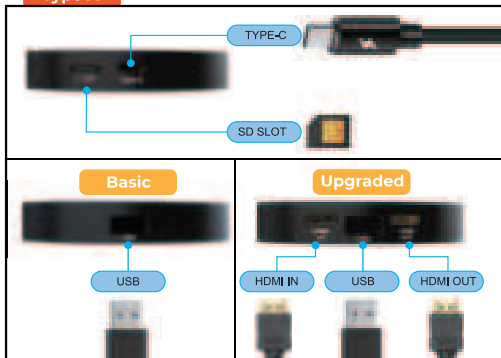 TYPE-C
SD SLOT
Basic
Upgraded
USB
HDMI IN
USB
HDMI OUT